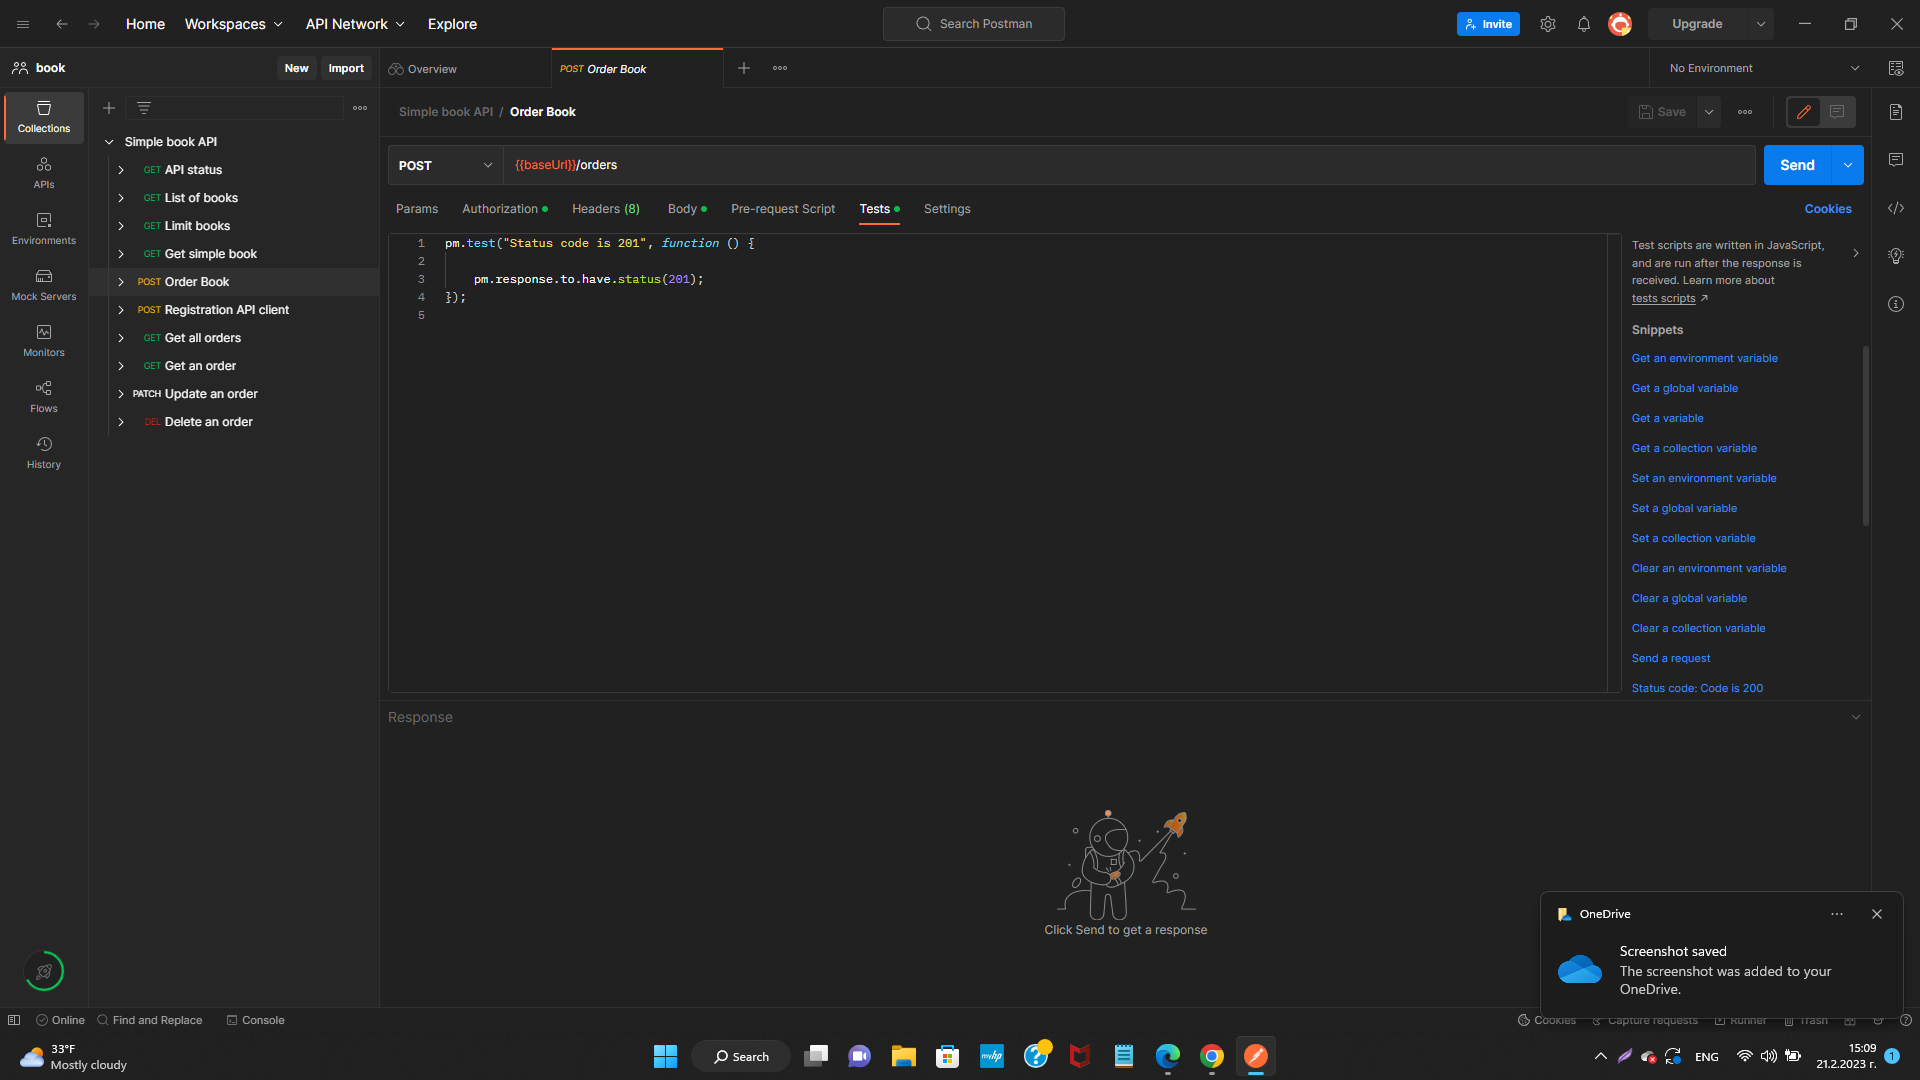 Home
Workspaces
API Network
Explore
Search Postman
Invite
Upgrade
book
New
Import
Overview
POST Order Book
No Environment
Collections
APIs
Environments
Mock Servers
Monitors
Flows
History
Simple book API
GET API status
GET List of books
GET Limit books
GET Get simple book
POST Order Book
POST Registration API client
GET Get all orders
GET Get an order
PATCH Update an order
DEL Delete an order
Simple book API / Order Book
Save
POST
{{baseUrl}}/orders
Send
Params
Authorization
Headers (8)
Body
Pre-request Script
Tests
Settings
Cookies
1 pm.test("Status code is 201", function () {
2
3 pm.response.to.have.status(201);
4 });
5
Test scripts are written in JavaScript,
and are run after the response is
received. Learn more about
tests scripts ↗
Snippets
Get an environment variable
Get a global variable
Get a variable
Get a collection variable
Set an environment variable
Set a global variable
Set a collection variable
Clear an environment variable
Clear a global variable
Clear a collection variable
Send a request
Status code: Code is 200
Response
Click Send to get a response
OneDrive
Screenshot saved
The screenshot was added to your
OneDrive.
Online
Find and Replace
Console
Cookies
Capture requests
Runner
Trash
33°F
Mostly cloudy
Search
myhp
ENG
15:09
21.2.2023 г.
1